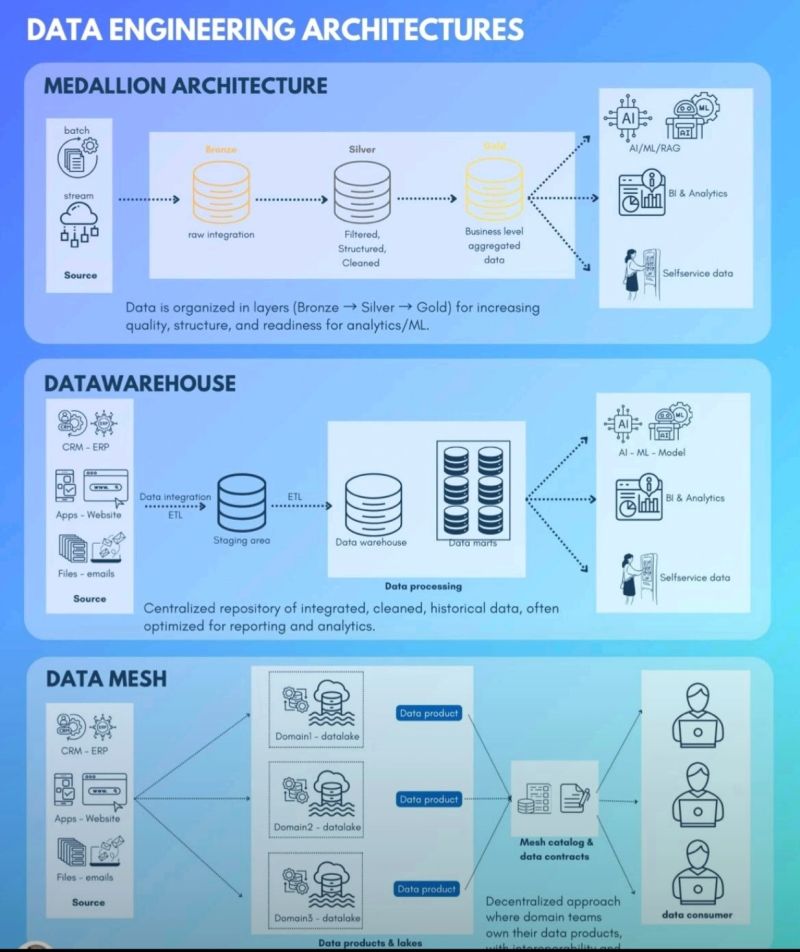 DATA ENGINEERING ARCHITECTURES
MEDALLION ARCHITECTURE
batch
stream
Source
Bronze
raw integration
Silver
Filtered,
Structured,
Cleaned
Gold
Business level
aggregated
data
AI
ML
AI
AI/ML/RAG
BI & Analytics
Selfservice data
Data is organized in layers (Bronze → Silver → Gold) for increasing
quality, structure, and readiness for analytics/ML.
DATAWAREHOUSE
CRM - ERP
Apps - Website
Files - emails
Source
Data integration
ETL
Staging area
ETL
Data warehouse
Data marts
Data processing
AI
ML
AI
AI - ML - Model
BI & Analytics
Selfservice data
Centralized repository of integrated, cleaned, historical data, often
optimized for reporting and analytics.
DATA MESH
CRM - ERP
Apps - Website
Files - emails
Source
Domain1 - datalake
Data product
Domain2 - datalake
Data product
Domain3 - datalake
Data product
Data products & lakes
Mesh catalog &
data contracts
data consumer
Decentralized approach
where domain teams
own their data products,
with interoperability and